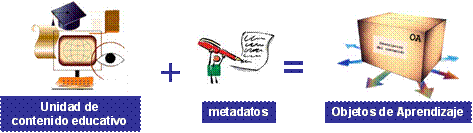 OA
Unidad de
contenido educativo
+
metadatos
=
Objetos de Aprendizaje